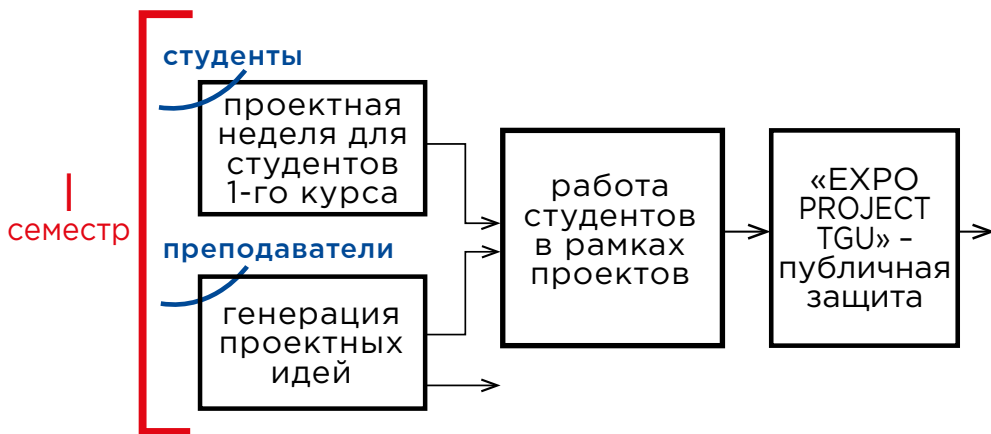 I
семестр
студенты
проектная
неделя для
студентов
1-го курса
преподаватели
генерация
проектных
идей
работа
студентов
в рамках
проектов
«EXPO
PROJECT
TGU» –
публичная
защита